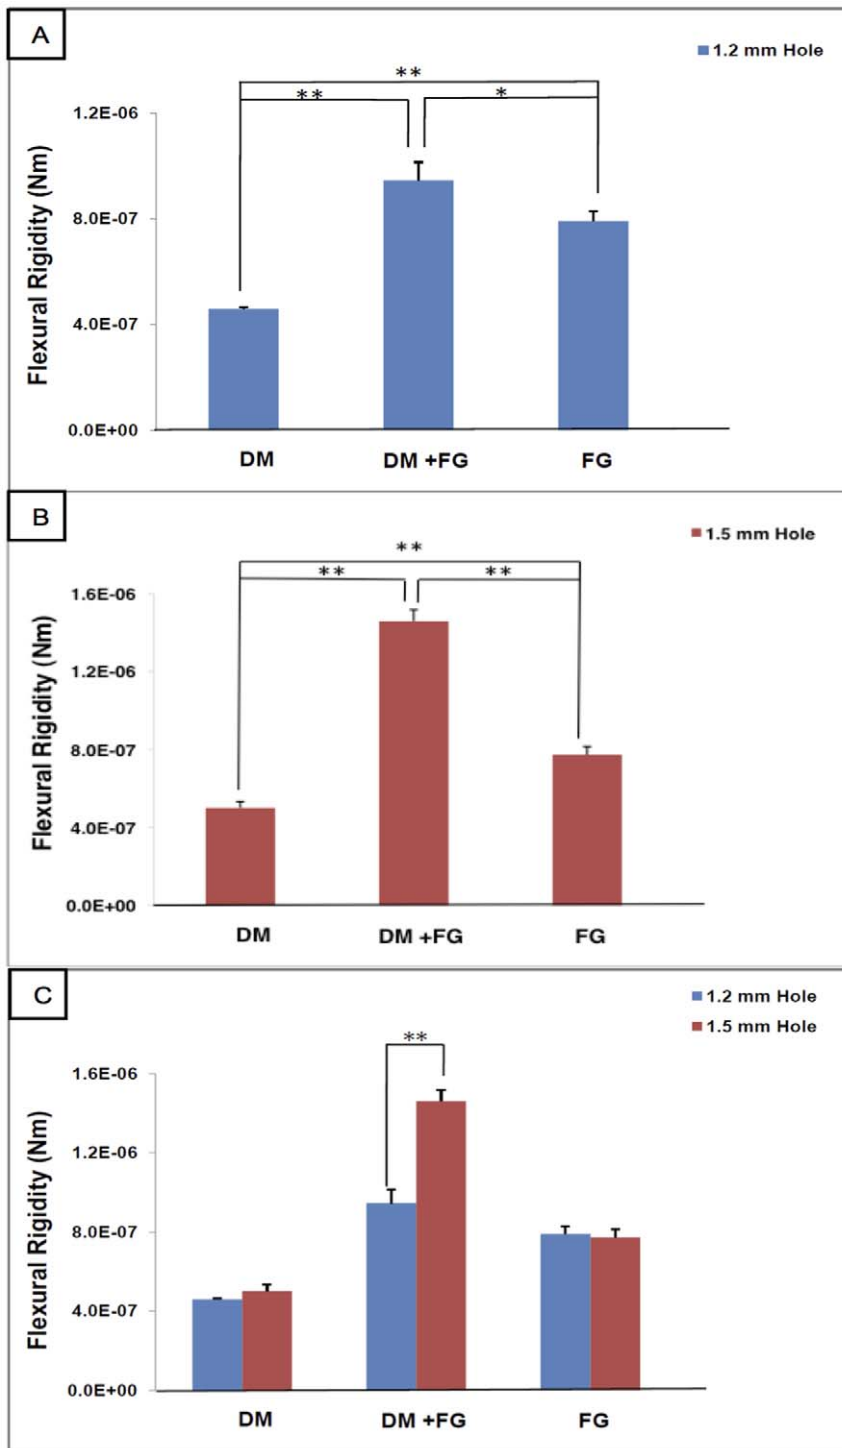 A
1.2 mm Hole
**
**
*
1.2E-06
8.0E-07
4.0E-07
0.0E+00
Flexural Rigidity (Nm)
DM
DM +FG
FG
B
1.5 mm Hole
**
**
**
1.6E-06
1.2E-06
8.0E-07
4.0E-07
0.0E+00
Flexural Rigidity (Nm)
DM
DM +FG
FG
C
1.2 mm Hole
1.5 mm Hole
**
1.6E-06
1.2E-06
8.0E-07
4.0E-07
0.0E+00
Flexural Rigidity (Nm)
DM
DM +FG
FG